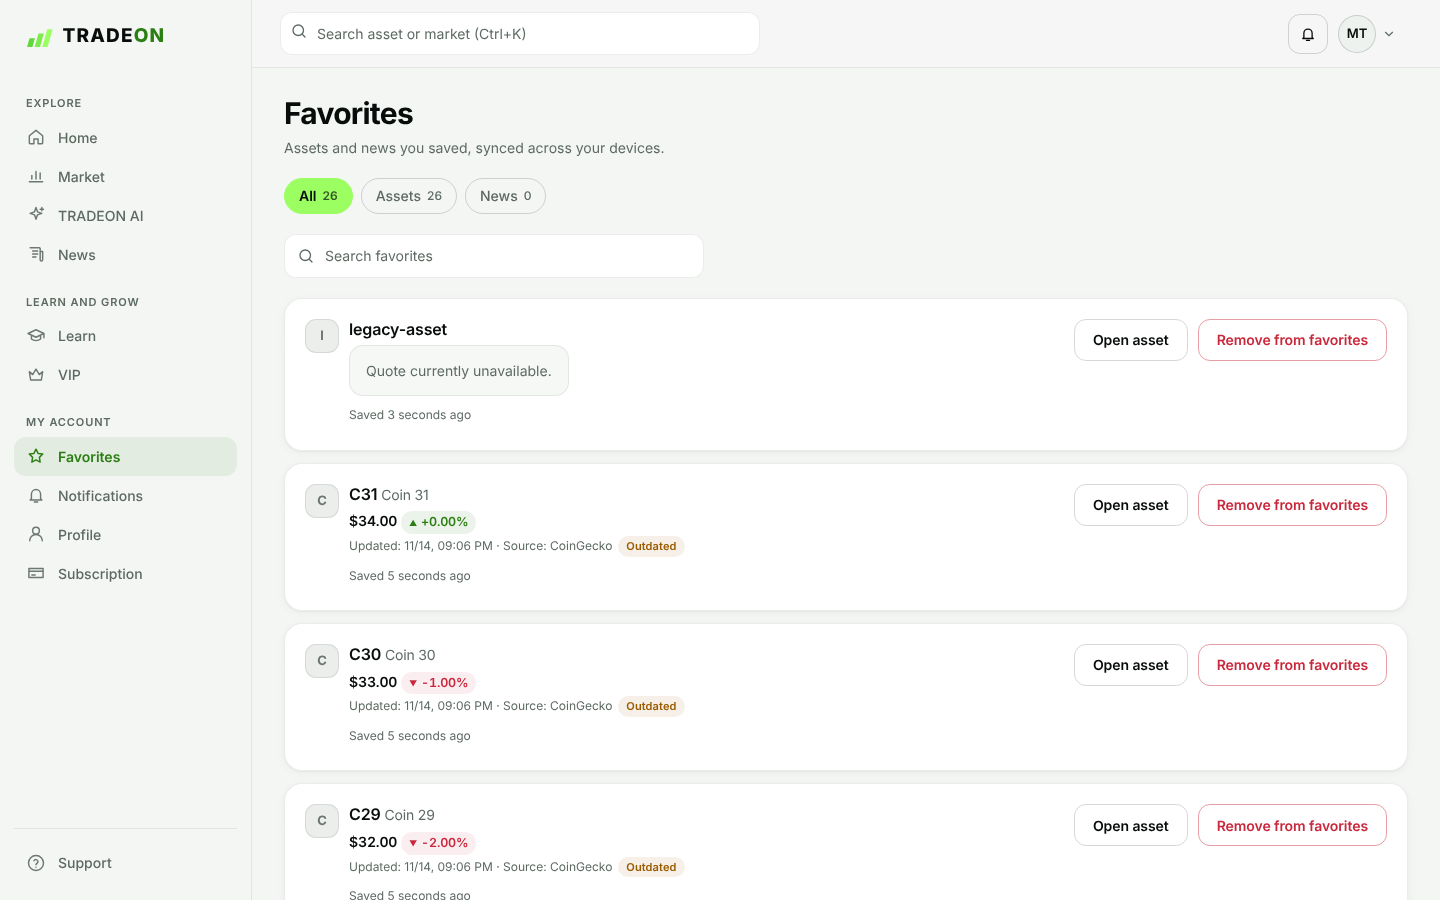 TRADEON
Search asset or market (Ctrl+K)
MT
EXPLORE
Home
Market
TRADEON AI
News
LEARN AND GROW
Learn
VIP
MY ACCOUNT
Favorites
Notifications
Profile
Subscription
Support
Favorites
Assets and news you saved, synced across your devices.
All 26
Assets 26
News 0
Search favorites
l
legacy-asset
Quote currently unavailable.
Saved 3 seconds ago
Open asset
Remove from favorites
C
C31 Coin 31
$34.00 ▲ +0.00%
Updated: 11/14, 09:06 PM · Source: CoinGecko Outdated
Saved 5 seconds ago
Open asset
Remove from favorites
C
C30 Coin 30
$33.00 ▼ -1.00%
Updated: 11/14, 09:06 PM · Source: CoinGecko Outdated
Saved 5 seconds ago
Open asset
Remove from favorites
C
C29 Coin 29
$32.00 ▼ -2.00%
Updated: 11/14, 09:06 PM · Source: CoinGecko Outdated
Saved 5 seconds ago
Open asset
Remove from favorites